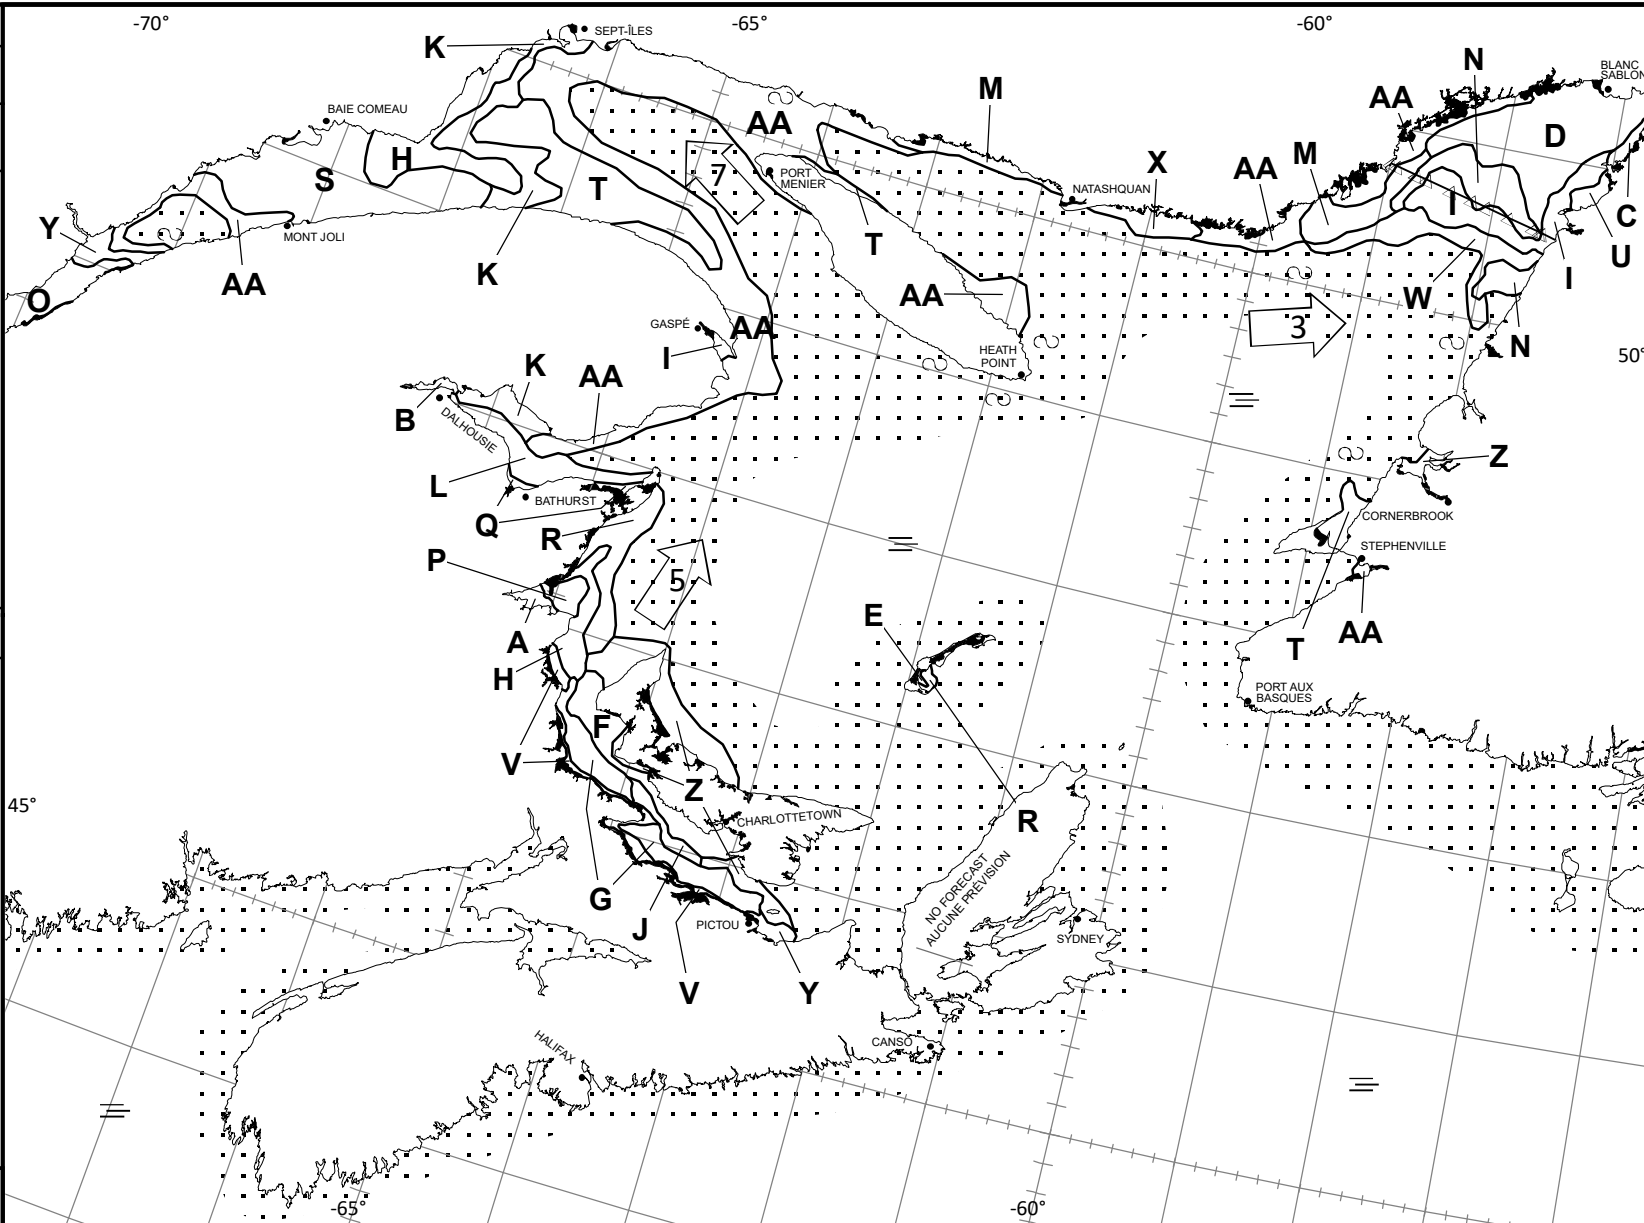 -70°
-65°
-60°
K
SEPT-ÎLES
N
BLANC
SABLON
M
AA
BAIE COMEAU
AA
D
H
7
PORT
MENIER
M
X
AA
S
T
NATASHQUAN
I
C
Y
MONT JOLI
T
U
K
I
AA
O
AA
W
GASPÉ
AA
3
I
HEATH
POINT
N
50°
K
AA
B
DALHOUSIE
Z
L
BATHURST
CORNERBROOK
Q
R
STEPHENVILLE
P
5
E
A
AA
T
H
PORT AUX
BASQUES
F
V
Z
45°
CHARLOTTETOWN
R
NO FORECAST
AUCUNE PRÉVISION
G
J
PICTOU
SYDNEY
V
Y
HALIFAX
CANSO
-65°
-60°